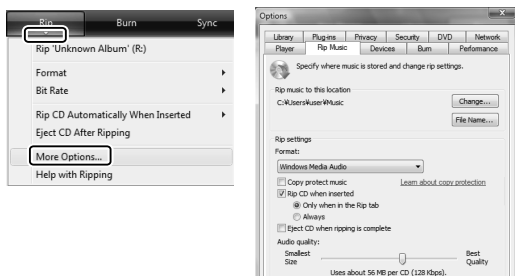 Rip Burn Sync
Rip 'Unknown Album' (R:)
Format
Bit Rate
Rip CD Automatically When Inserted
Eject CD After Ripping
More Options...
Help with Ripping
Options
Library Plug-ins Privacy Security DVD Network
Player Rip Music Devices Burn Performance
Specify where music is stored and change rip settings.
Rip music to this location
C:¥Users¥user¥Music
Change...
File Name...
Rip settings
Format:
Windows Media Audio
Copy protect music Learn about copy protection
Rip CD when inserted
Only when in the Rip tab
Always
Eject CD when ripping is complete
Audio quality:
Smallest Best
Size Quality
Uses about 56 MB per CD (128 Kbps).